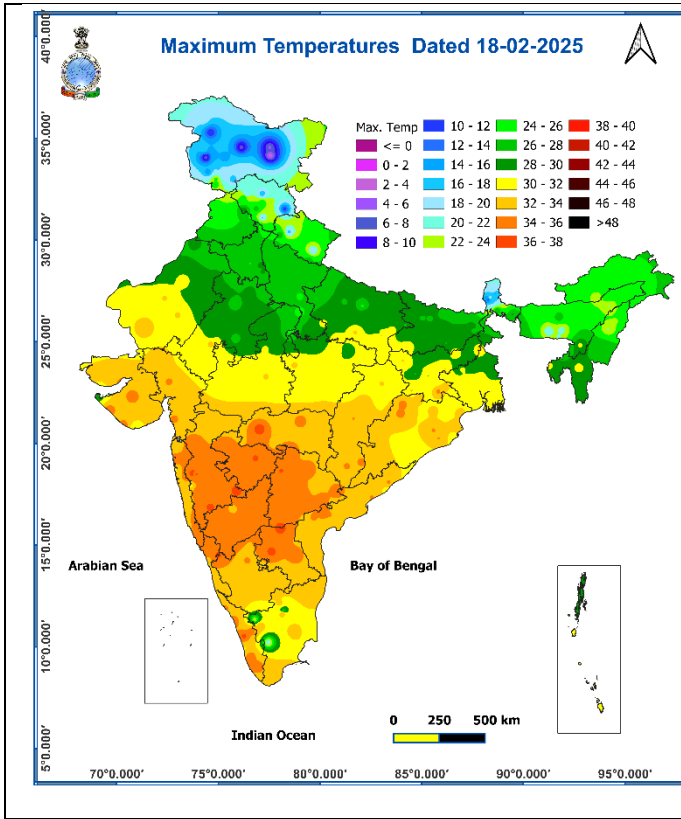 Maximum Temperatures Dated 18-02-2025
Max. Temp
<= 0
0 - 2
2 - 4
4 - 6
6 - 8
8 - 10
10 - 12
12 - 14
14 - 16
16 - 18
18 - 20
20 - 22
22 - 24
24 - 26
26 - 28
28 - 30
30 - 32
32 - 34
34 - 36
36 - 38
38 - 40
40 - 42
42 - 44
44 - 46
46 - 48
>48
40°0.000'
35°0.000'
30°0.000'
25°0.000'
20°0.000'
15°0.000'
10°0.000'
5°0.000'
Arabian Sea
Bay of Bengal
Indian Ocean
0 250 500 km
70°0.000' 75°0.000' 80°0.000' 85°0.000' 90°0.000' 95°0.000'